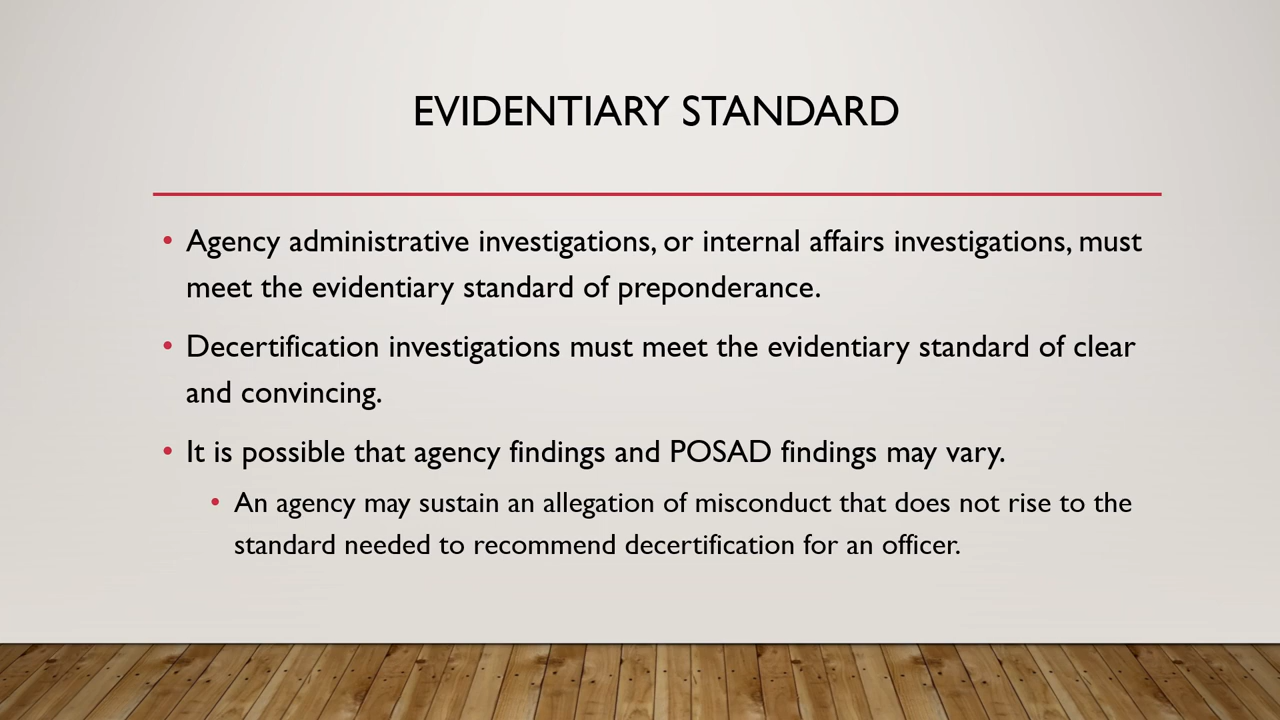 EVIDENTIARY STANDARD
• Agency administrative investigations, or internal affairs investigations, must
meet the evidentiary standard of preponderance.
• Decertification investigations must meet the evidentiary standard of clear
and convincing.
• It is possible that agency findings and POSAD findings may vary.
• An agency may sustain an allegation of misconduct that does not rise to the
standard needed to recommend decertification for an officer.